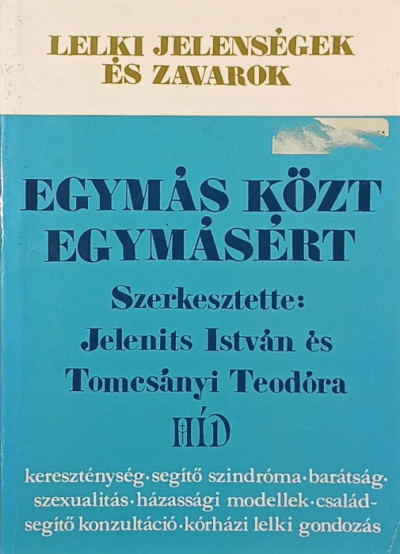 LELKI JELENSÉGEK
ÉS ZAVAROK
EGYMÁS KÖZT
EGYMÁSÉRT
Szerkesztette:
Jelenits István és
Tomcsányi Teodóra
HÍD
kereszténység·segítő szindróma·barátság·
szexualitás·házassági modellek·család-
segítő konzultáció·kórházi lelki gondozás